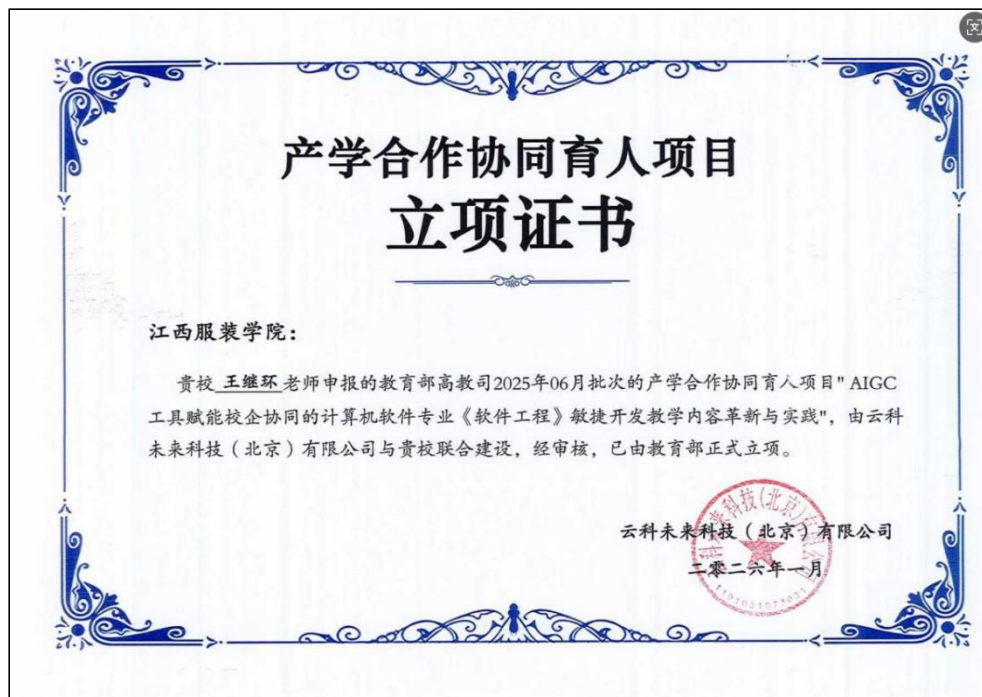 产学合作协同育人项目
立项证书
江西服装学院：
贵校 王继环 老师申报的教育部高教司2025年06月批次的产学合作协同育人项目" AIGC
工具赋能校企协同的计算机软件专业《软件工程》敏捷开发教学内容革新与实践"，由云科
未来科技（北京）有限公司与贵校联合建设，经审核，已由教育部正式立项。
云科未来科技（北京）有限公司
二零二六年一月